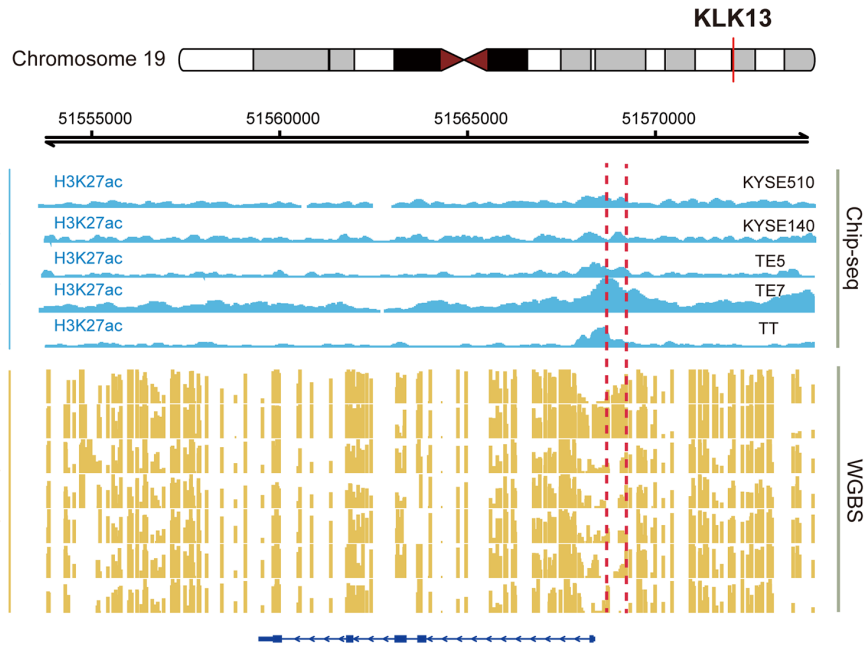 KLK13
Chromosome 19
51555000 51560000 51565000 51570000
H3K27ac KYSE510
H3K27ac KYSE140
H3K27ac TE5
H3K27ac TE7
H3K27ac TT
Chip-seq
WGBS